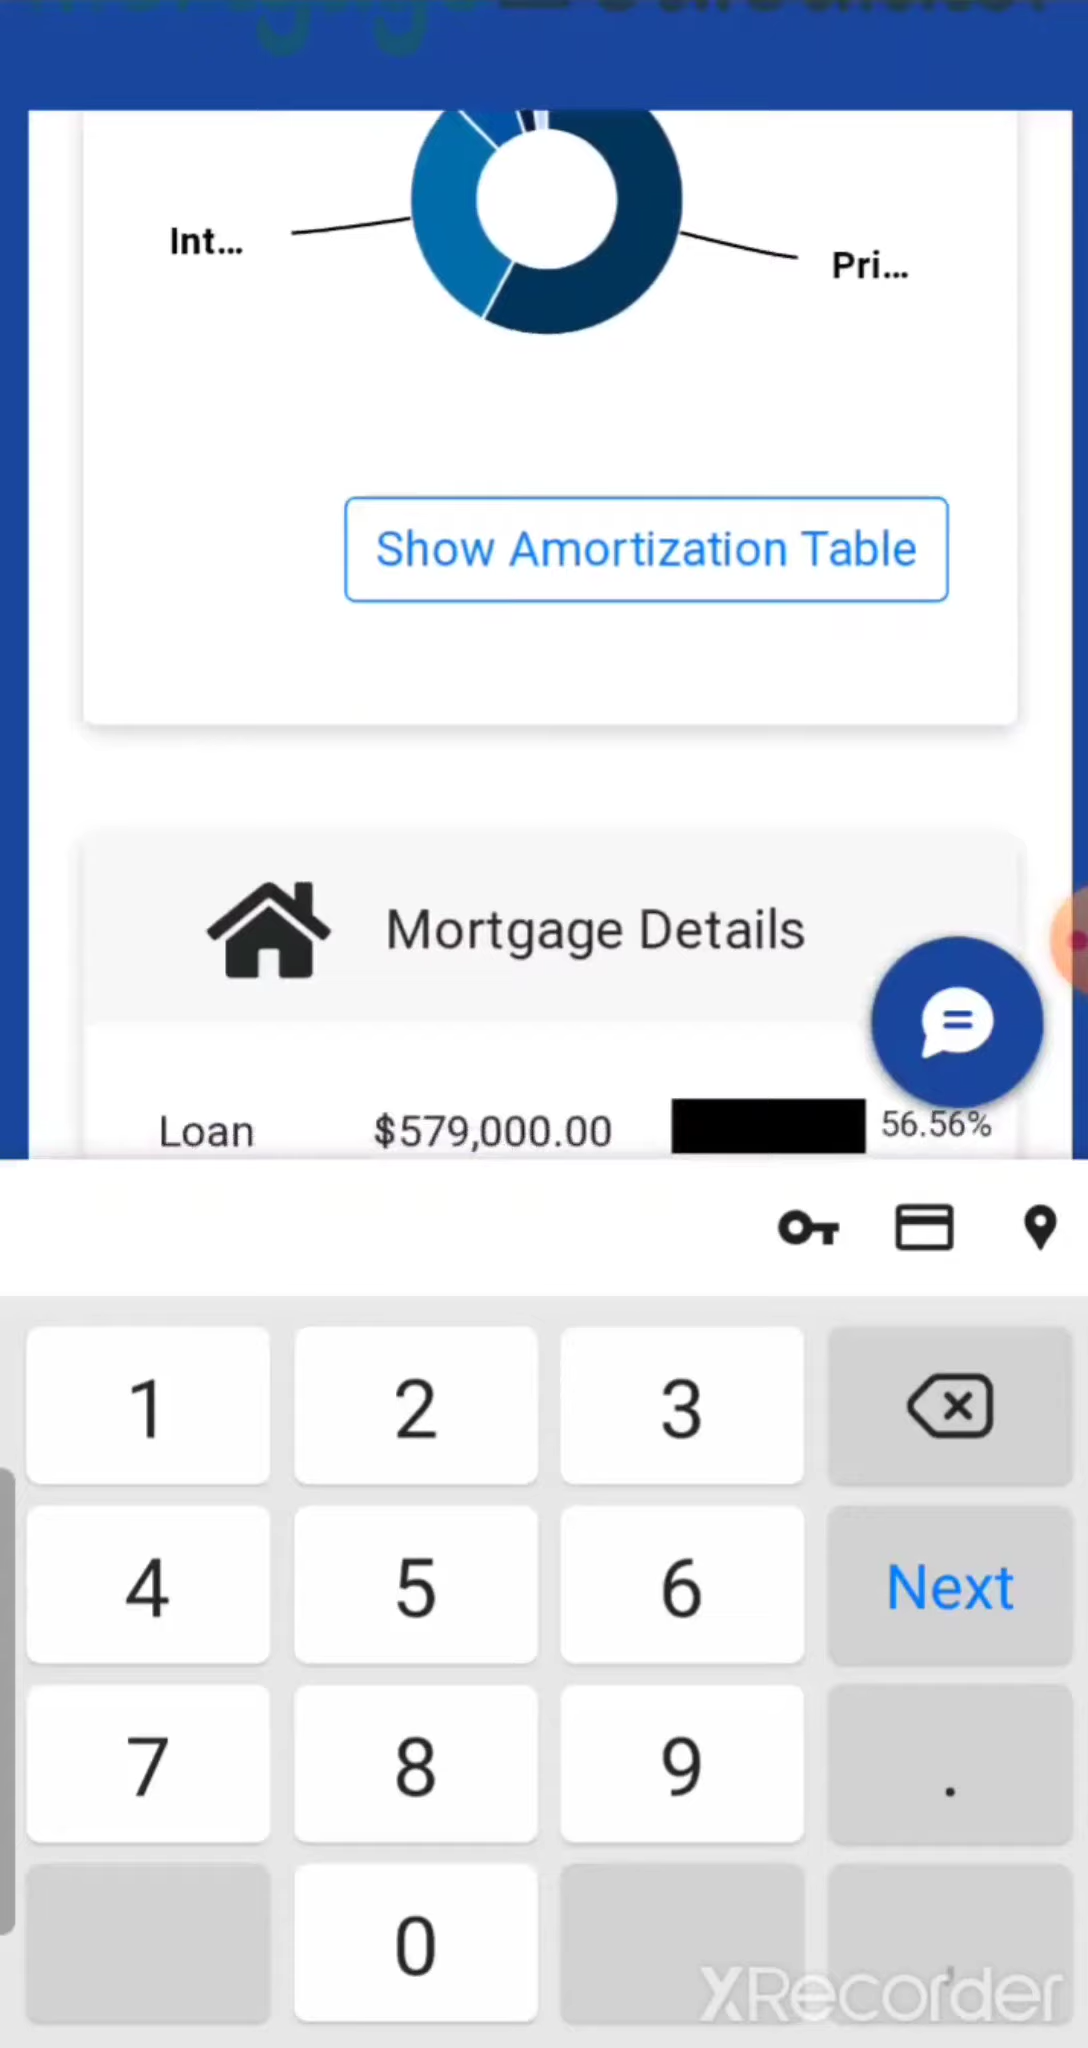 Int...
Pri...
Show Amortization Table
Mortgage Details
Loan $579,000.00 56.56%
1 2 3
4 5 6 Next
7 8 9 .
0 ,
XRecorder